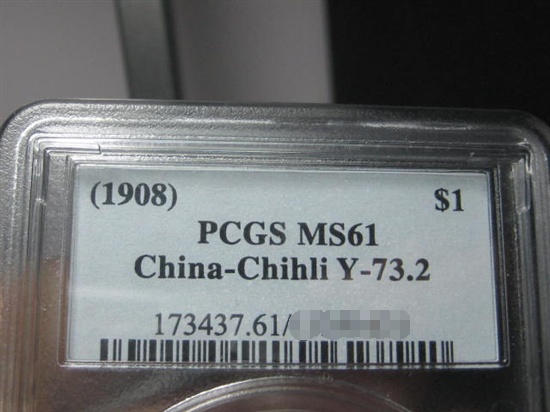 (1908) $1
PCGS MS61
China-Chihli Y-73.2
173437.61/